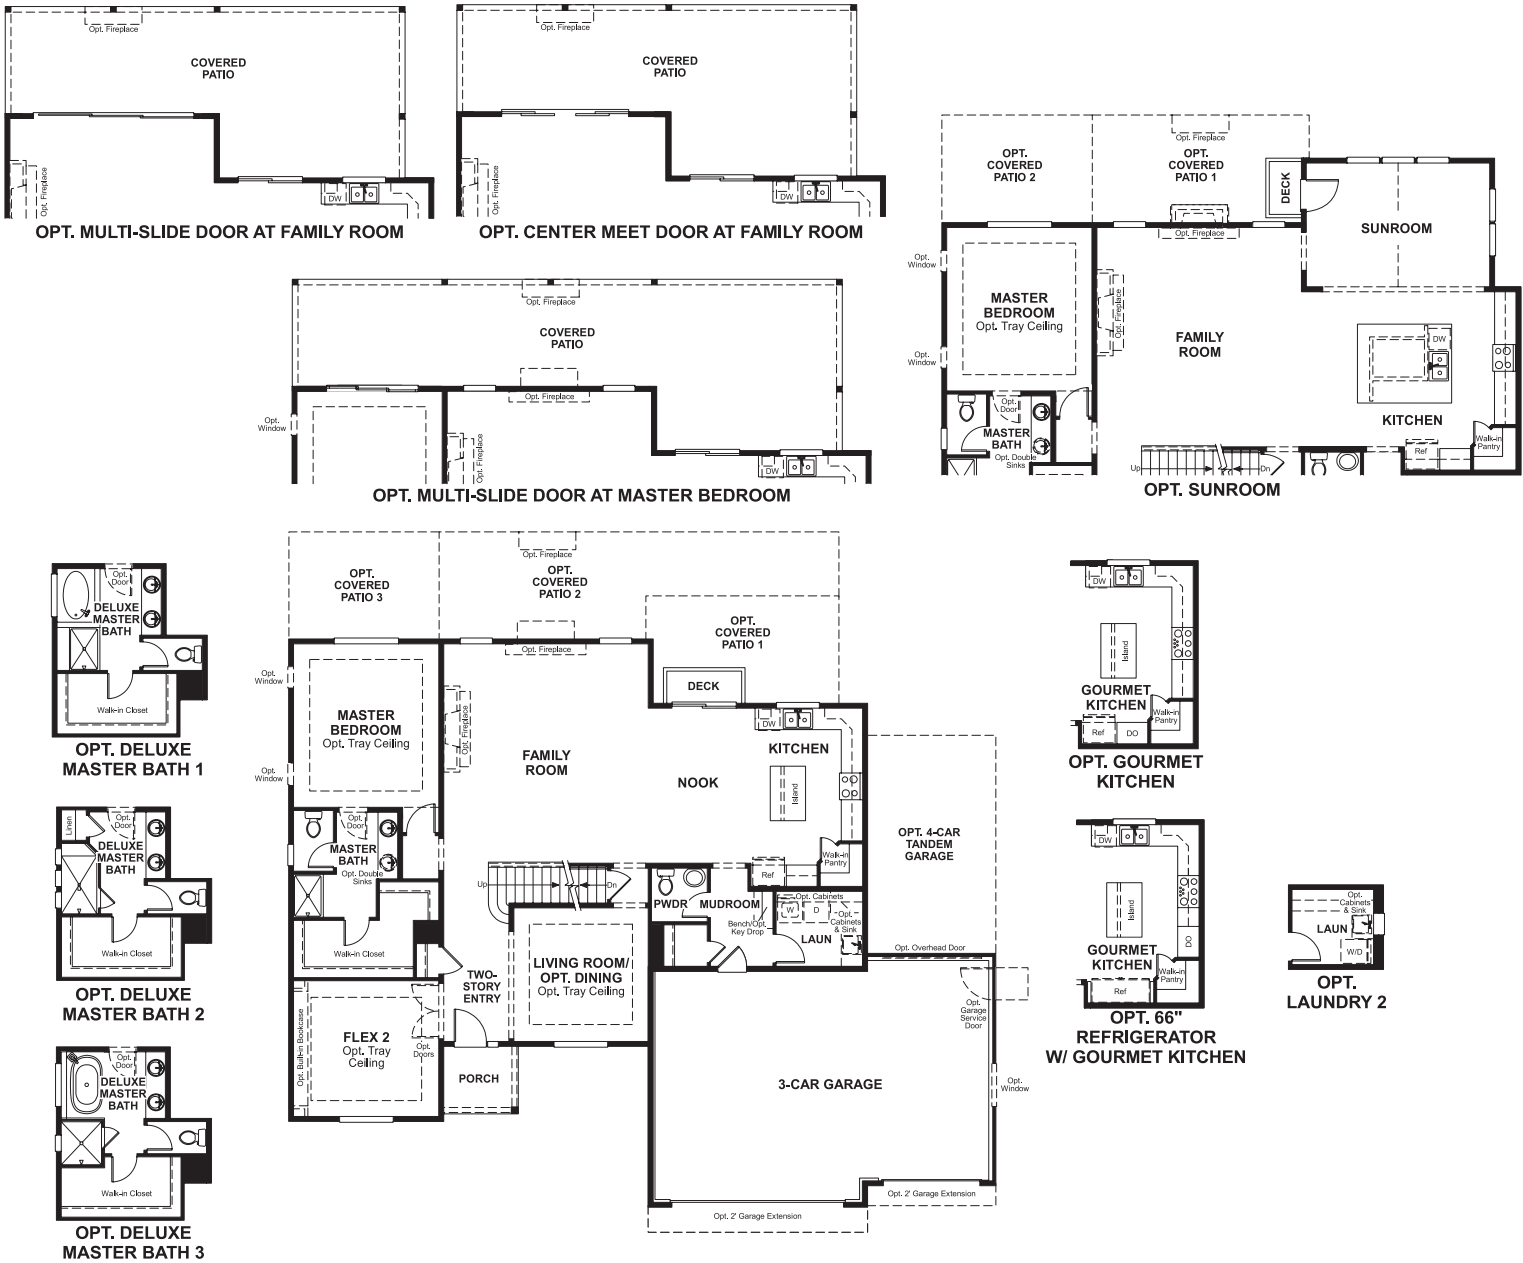 Opt. Fireplace
COVERED
PATIO
Opt. Fireplace
DW
OPT. MULTI-SLIDE DOOR AT FAMILY ROOM
Opt. Fireplace
COVERED
PATIO
Opt. Fireplace
DW
OPT. CENTER MEET DOOR AT FAMILY ROOM
Opt. Fireplace
COVERED
PATIO
Opt. Fireplace
Opt.
Window
Opt. Fireplace
DW
OPT. MULTI-SLIDE DOOR AT MASTER BEDROOM
OPT.
COVERED
PATIO 2
Opt. Fireplace
OPT.
COVERED
PATIO 1
DECK
SUNROOM
Opt. Fireplace
Opt.
Window
MASTER
BEDROOM
Opt. Tray Ceiling
Opt. Fireplace
FAMILY
ROOM
DW
Opt.
Window
KITCHEN
Opt.
Door
MASTER
BATH
Opt. Double
Sinks
Up
Dn
Ref
Walk-in
Pantry
OPT. SUNROOM
Opt.
Door
DELUXE
MASTER
BATH
Walk-in Closet
OPT. DELUXE
MASTER BATH 1
Linen
Opt.
Door
DELUXE
MASTER
BATH
Walk-in Closet
OPT. DELUXE
MASTER BATH 2
Opt.
Door
DELUXE
MASTER
BATH
Walk-in Closet
OPT. DELUXE
MASTER BATH 3
OPT.
COVERED
PATIO 3
Opt. Fireplace
OPT.
COVERED
PATIO 2
OPT.
COVERED
PATIO 1
Opt. Fireplace
Opt.
Window
DECK
MASTER
BEDROOM
Opt. Tray Ceiling
Opt. Fireplace
FAMILY
ROOM
NOOK
DW
KITCHEN
Island
Opt.
Window
Opt.
Door
MASTER
BATH
Opt. Double
Sinks
Walk-in
Pantry
Ref
OPT. 4-CAR
TANDEM
GARAGE
Up
Dn
PWDR
MUDROOM
Bench/Opt.
Key Drop
Opt. Cabinets
W
D
Opt.
Cabinets
& Sink
LAUN
Opt. Overhead Door
Walk-in Closet
TWO-
STORY
ENTRY
LIVING ROOM/
OPT. DINING
Opt. Tray Ceiling
Opt. Built-in Bookcase
FLEX 2
Opt. Tray
Ceiling
Opt.
Doors
PORCH
3-CAR GARAGE
Opt.
Garage
Service
Door
Opt.
Window
Opt. 2' Garage Extension
Opt. 2' Garage Extension
DW
Island
GOURMET
KITCHEN
Walk-in
Pantry
Ref
DO
OPT. GOURMET
KITCHEN
DW
Island
DO
GOURMET
KITCHEN
Walk-in
Pantry
Ref
OPT. 66"
REFRIGERATOR
W/ GOURMET KITCHEN
Opt.
Cabinets
& Sink
LAUN
W/D
OPT.
LAUNDRY 2